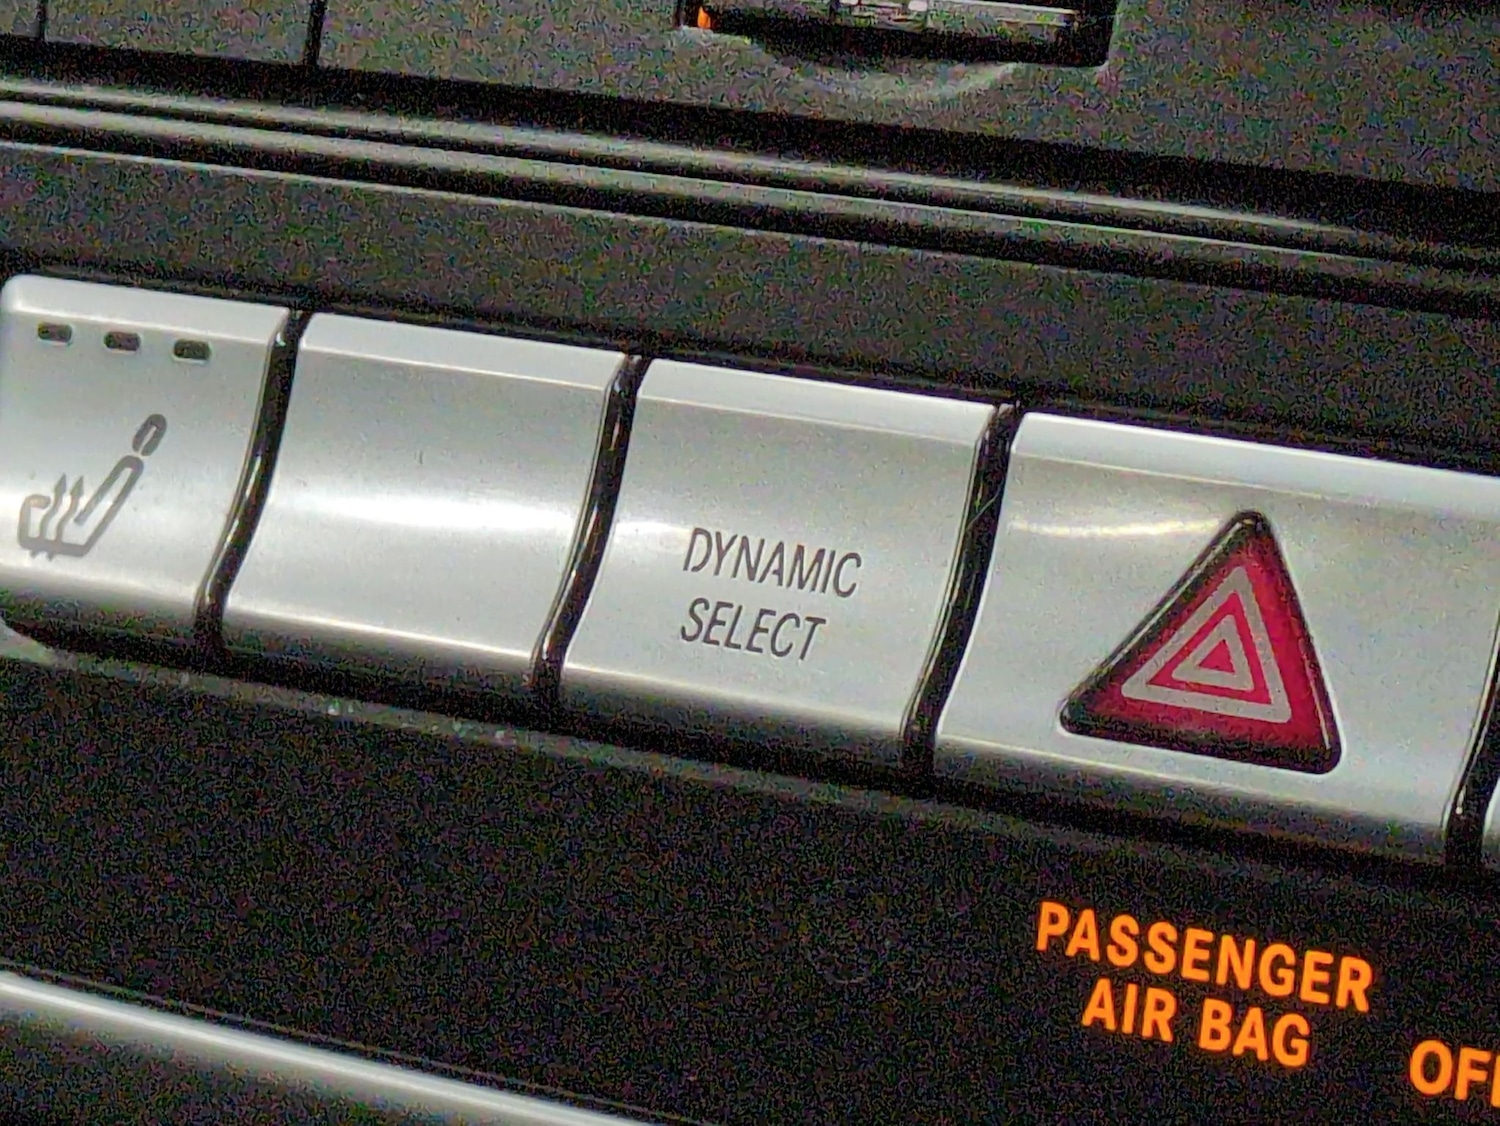 DYNAMIC
SELECT
PASSENGER
AIR BAG